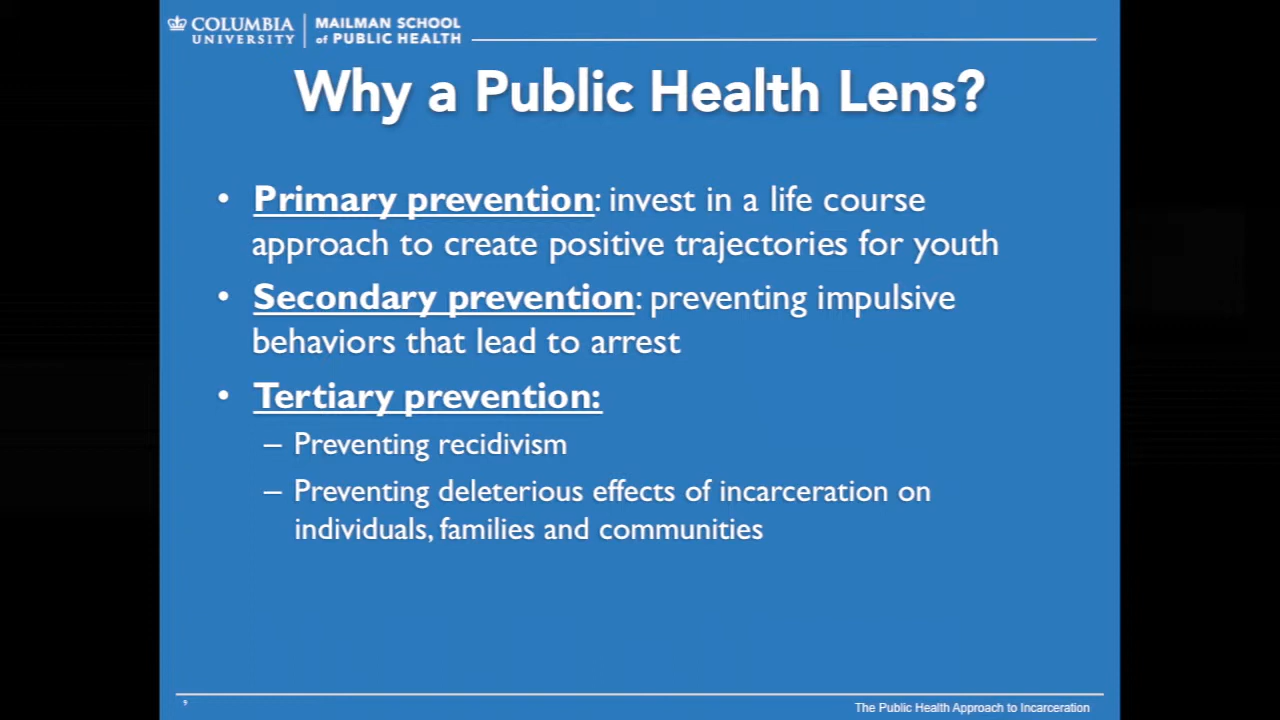 COLUMBIA
UNIVERSITY
MAILMAN SCHOOL
of PUBLIC HEALTH
Why a Public Health Lens?
• Primary prevention: invest in a life course
approach to create positive trajectories for youth
• Secondary prevention: preventing impulsive
behaviors that lead to arrest
• Tertiary prevention:
– Preventing recidivism
– Preventing deleterious effects of incarceration on
individuals, families and communities
9
The Public Health Approach to Incarceration